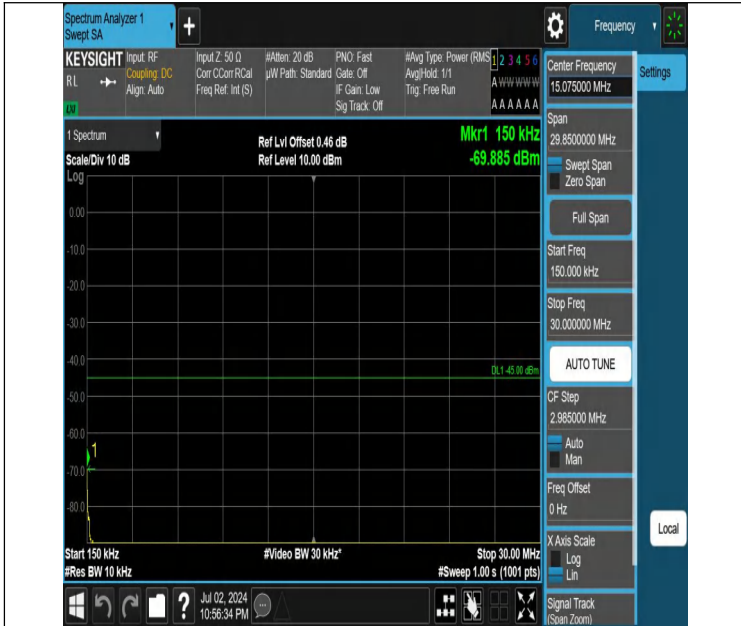 Spectrum Analyzer 1
Swept SA
+
Frequency
KEYSIGHT
RL
Input: RF
Coupling: DC
Align: Auto
Input Z: 50 Ω
Corr CCorr RCal
Freq Ref: Int (S)
#Atten: 20 dB
µW Path: Standard
PNO: Fast
Gate: Off
IF Gain: Low
Sig Track: Off
#Avg Type: Power (RMS
Avg|Hold: 1/1
Trig: Free Run
1 2 3 4 5 6
A W W W W W
A A A A A A
1 Spectrum
Scale/Div 10 dB
Ref Lvl Offset 0.46 dB
Ref Level 10.00 dBm
Mkr1 150 kHz
-69.885 dBm
Log
0.00
-10.0
-20.0
-30.0
-40.0
DL1 -45.00 dBm
-50.0
-60.0
1
-70.0
-80.0
Start 150 kHz
#Res BW 10 kHz
#Video BW 30 kHz*
Stop 30.00 MHz
#Sweep 1.00 s (1001 pts)
Center Frequency
15.075000 MHz
Settings
Span
29.8500000 MHz
Swept Span
Zero Span
Full Span
Start Freq
150.000 kHz
Stop Freq
30.000000 MHz
AUTO TUNE
CF Step
2.985000 MHz
Auto
Man
Freq Offset
0 Hz
X Axis Scale
Log
Lin
Local
Signal Track
(Span Zoom)
?
Jul 02, 2024
10:56:34 PM